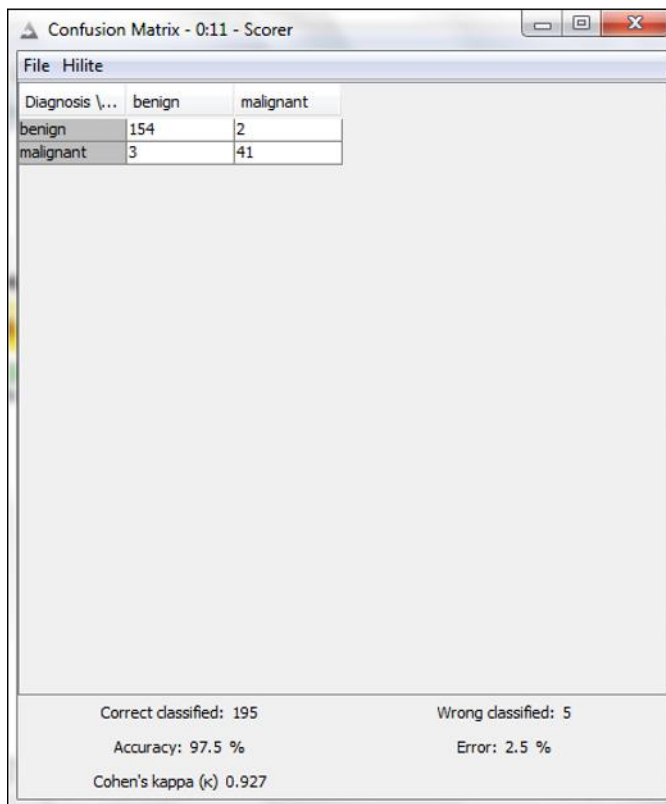 Confusion Matrix - 0:11 - Scorer
File Hilite
Diagnosis \... benign malignant
benign 154 2
malignant 3 41
Correct classified: 195 Wrong classified: 5
Accuracy: 97.5 % Error: 2.5 %
Cohen's kappa (κ) 0.927